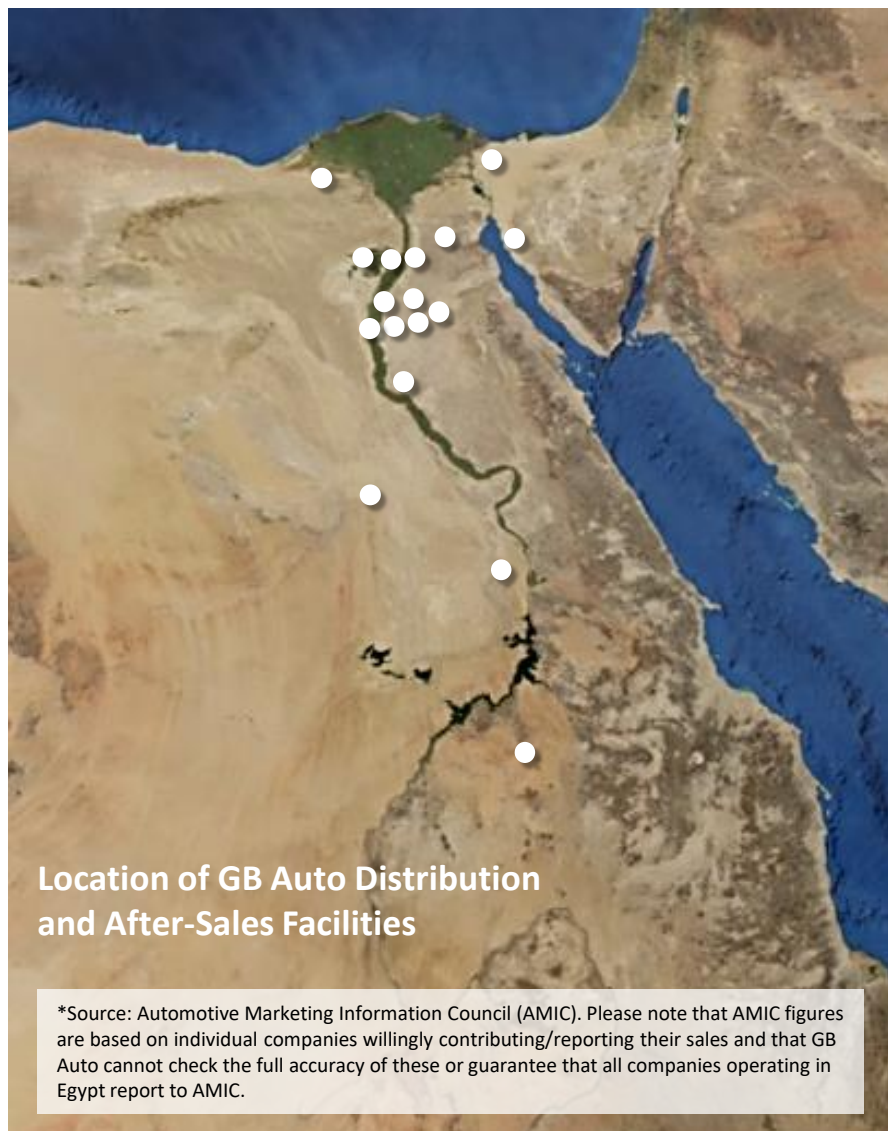 Location of GB Auto Distribution
and After-Sales Facilities
*Source: Automotive Marketing Information Council (AMIC). Please note that AMIC figures
are based on individual companies willingly contributing/reporting their sales and that GB
Auto cannot check the full accuracy of these or guarantee that all companies operating in
Egypt report to AMIC.